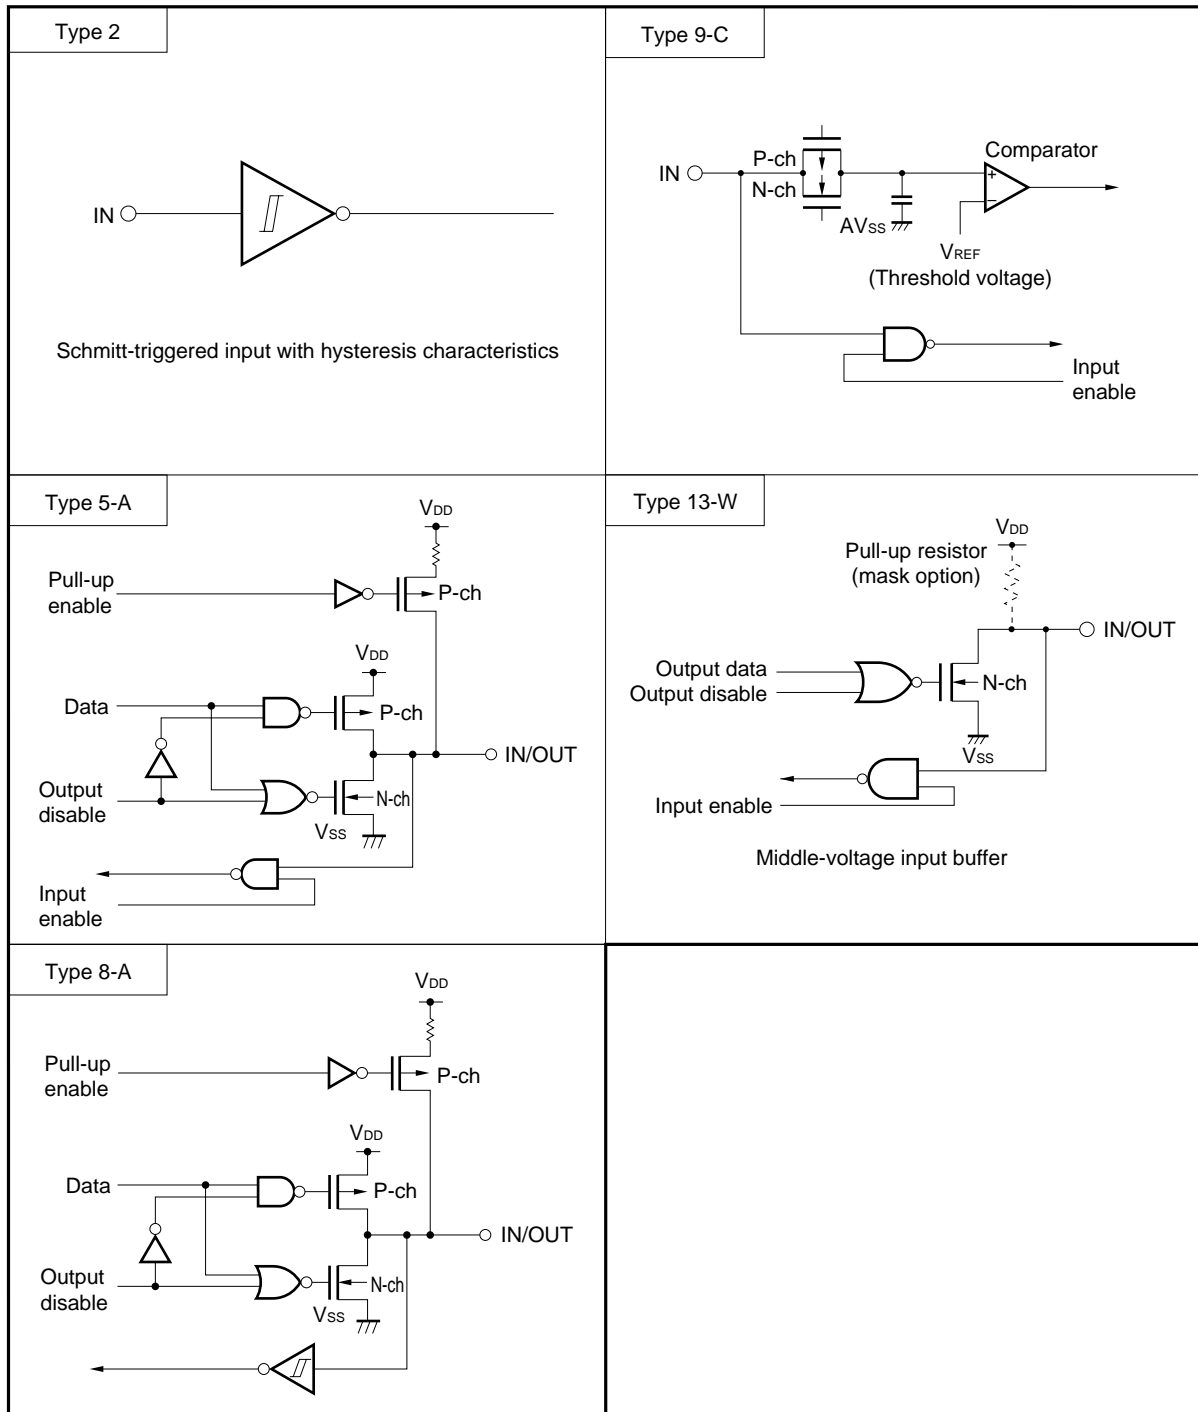 Type 2
IN
Schmitt-triggered input with hysteresis characteristics
Type 9-C
IN
P-ch
N-ch
Comparator
+
−
AVSS
VREF
(Threshold voltage)
Input
enable
Type 5-A
VDD
Pull-up
enable
P-ch
VDD
Data
P-ch
IN/OUT
Output
disable
N-ch
VSS
Input
enable
Type 13-W
VDD
Pull-up resistor
(mask option)
IN/OUT
Output data
Output disable
N-ch
VSS
Input enable
Middle-voltage input buffer
Type 8-A
VDD
Pull-up
enable
P-ch
VDD
Data
P-ch
IN/OUT
Output
disable
N-ch
VSS